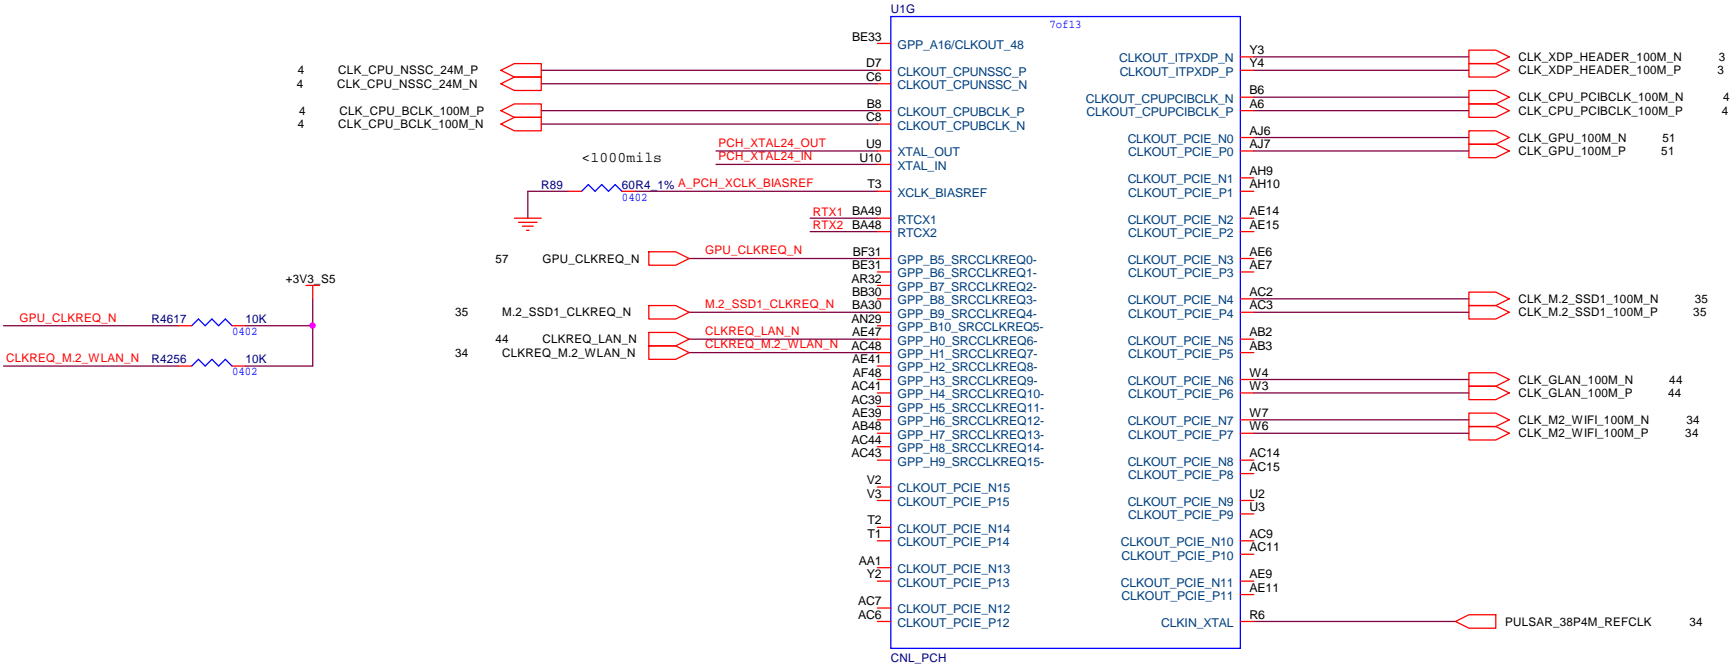 U1G
7of13
BE33 GPP_A16/CLKOUT_48
4 CLK_CPU_NSSC_24M_P D7 CLKOUT_CPUNSSC_P
4 CLK_CPU_NSSC_24M_N C6 CLKOUT_CPUNSSC_N
4 CLK_CPU_BCLK_100M_P B8 CLKOUT_CPUBCLK_P
4 CLK_CPU_BCLK_100M_N C8 CLKOUT_CPUBCLK_N
PCH_XTAL24_OUT U9 XTAL_OUT
<1000mils PCH_XTAL24_IN U10 XTAL_IN
R89 60R4_1% A_PCH_XCLK_BIASREF T3 XCLK_BIASREF
0402
RTX1 BA49 RTCX1
RTX2 BA48 RTCX2
57 GPU_CLKREQ_N GPU_CLKREQ_N BF31 GPP_B5_SRCCLKREQ0-
BE31 GPP_B6_SRCCLKREQ1-
AR32 GPP_B7_SRCCLKREQ2-
BB30 GPP_B8_SRCCLKREQ3-
35 M.2_SSD1_CLKREQ_N M.2_SSD1_CLKREQ_N BA30 GPP_B9_SRCCLKREQ4-
AN29 GPP_B10_SRCCLKREQ5-
44 CLKREQ_LAN_N CLKREQ_LAN_N AE47 GPP_H0_SRCCLKREQ6-
34 CLKREQ_M.2_WLAN_N CLKREQ_M.2_WLAN_N AC48 GPP_H1_SRCCLKREQ7-
AE41 GPP_H2_SRCCLKREQ8-
AF48 GPP_H3_SRCCLKREQ9-
AC41 GPP_H4_SRCCLKREQ10-
AC39 GPP_H5_SRCCLKREQ11-
AE39 GPP_H6_SRCCLKREQ12-
AB48 GPP_H7_SRCCLKREQ13-
AC44 GPP_H8_SRCCLKREQ14-
AC43 GPP_H9_SRCCLKREQ15-
V2 CLKOUT_PCIE_N15
V3 CLKOUT_PCIE_P15
T2 CLKOUT_PCIE_N14
T1 CLKOUT_PCIE_P14
AA1 CLKOUT_PCIE_N13
Y2 CLKOUT_PCIE_P13
AC7 CLKOUT_PCIE_N12
AC6 CLKOUT_PCIE_P12
+3V3_S5
GPU_CLKREQ_N R4617 10K
0402
CLKREQ_M.2_WLAN_N R4256 10K
0402
CLKOUT_ITPXDP_N Y3 CLK_XDP_HEADER_100M_N 3
CLKOUT_ITPXDP_P Y4 CLK_XDP_HEADER_100M_P 3
CLKOUT_CPUPCIBCLK_N B6 CLK_CPU_PCIBCLK_100M_N 4
CLKOUT_CPUPCIBCLK_P A6 CLK_CPU_PCIBCLK_100M_P 4
CLKOUT_PCIE_N0 AJ6 CLK_GPU_100M_N 51
CLKOUT_PCIE_P0 AJ7 CLK_GPU_100M_P 51
CLKOUT_PCIE_N1 AH9
CLKOUT_PCIE_P1 AH10
CLKOUT_PCIE_N2 AE14
CLKOUT_PCIE_P2 AE15
CLKOUT_PCIE_N3 AE6
CLKOUT_PCIE_P3 AE7
CLKOUT_PCIE_N4 AC2 CLK_M.2_SSD1_100M_N 35
CLKOUT_PCIE_P4 AC3 CLK_M.2_SSD1_100M_P 35
CLKOUT_PCIE_N5 AB2
CLKOUT_PCIE_P5 AB3
CLKOUT_PCIE_N6 W4 CLK_GLAN_100M_N 44
CLKOUT_PCIE_P6 W3 CLK_GLAN_100M_P 44
CLKOUT_PCIE_N7 W7 CLK_M2_WIFI_100M_N 34
CLKOUT_PCIE_P7 W6 CLK_M2_WIFI_100M_P 34
CLKOUT_PCIE_N8 AC14
CLKOUT_PCIE_P8 AC15
CLKOUT_PCIE_N9 U2
CLKOUT_PCIE_P9 U3
CLKOUT_PCIE_N10 AC9
CLKOUT_PCIE_P10 AC11
CLKOUT_PCIE_N11 AE9
CLKOUT_PCIE_P11 AE11
CLKIN_XTAL R6 PULSAR_38P4M_REFCLK 34
CNL_PCH